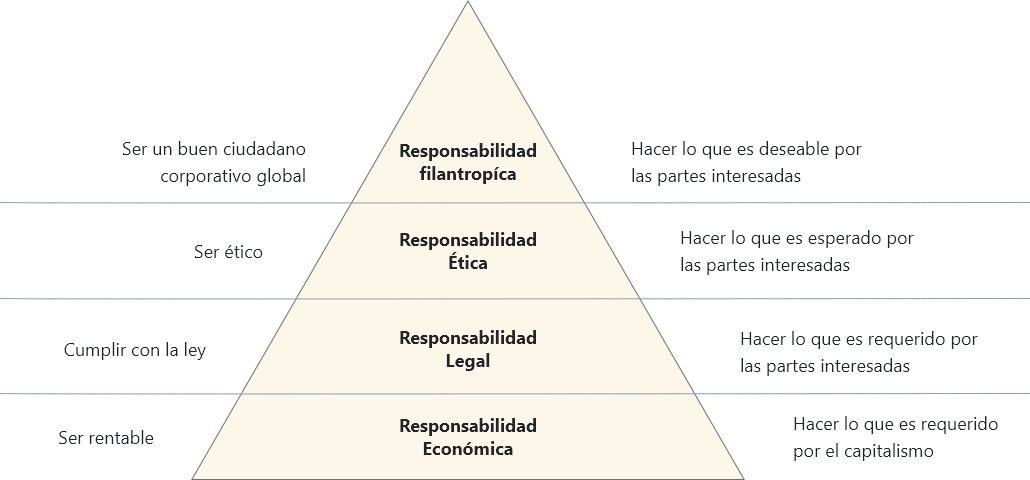 Ser un buen ciudadano
corporativo global
Responsabilidad
filantropíca
Hacer lo que es deseable por
las partes interesadas
Ser ético
Responsabilidad
Ética
Hacer lo que es esperado por
las partes interesadas
Cumplir con la ley
Responsabilidad
Legal
Hacer lo que es requerido por
las partes interesadas
Ser rentable
Responsabilidad
Económica
Hacer lo que es requerido
por el capitalismo